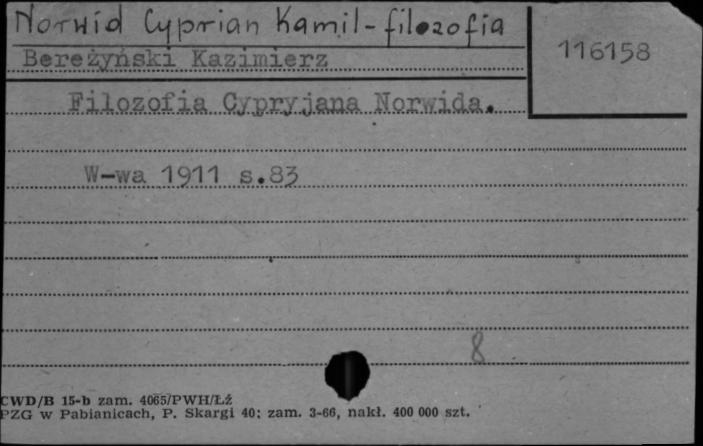 Norwid Cyprian Kamil - filozofia
116158
Bereżyński Kazimierz
Filozofia Cypryjana Norwida.
W-wa 1911 s.83
8
CWD/B 15-b zam. 4065/PWH/Łź
PZG w Pabianicach, P. Skargi 40; zam. 3-66, nakł. 400 000 szt.